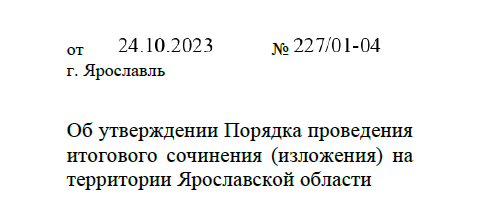 от 24.10.2023 № 227/01-04
г. Ярославль
Об утверждении Порядка проведения
итогового сочинения (изложения) на
территории Ярославской области